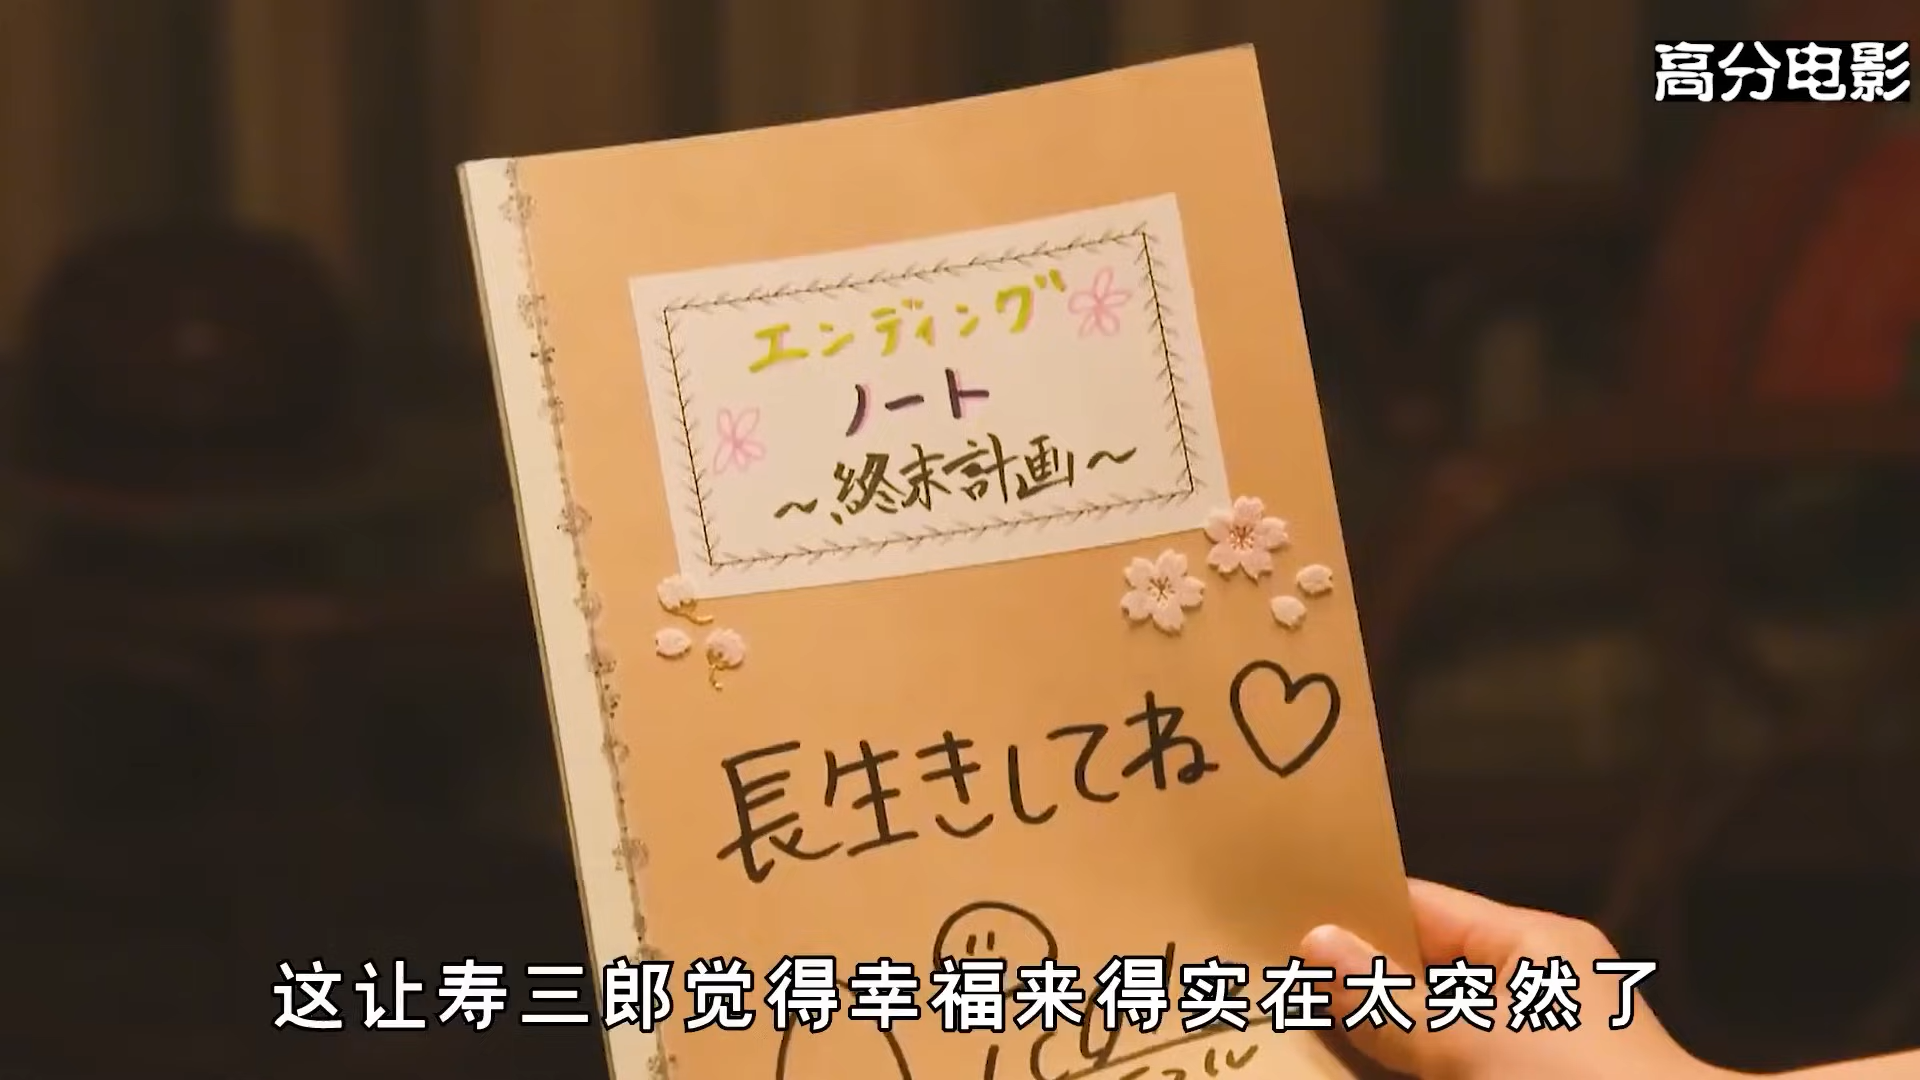 高分电影
エンディング
ノート
～終末計画～
長生きしてね♡
这让寿三郎觉得幸福来得实在太突然了